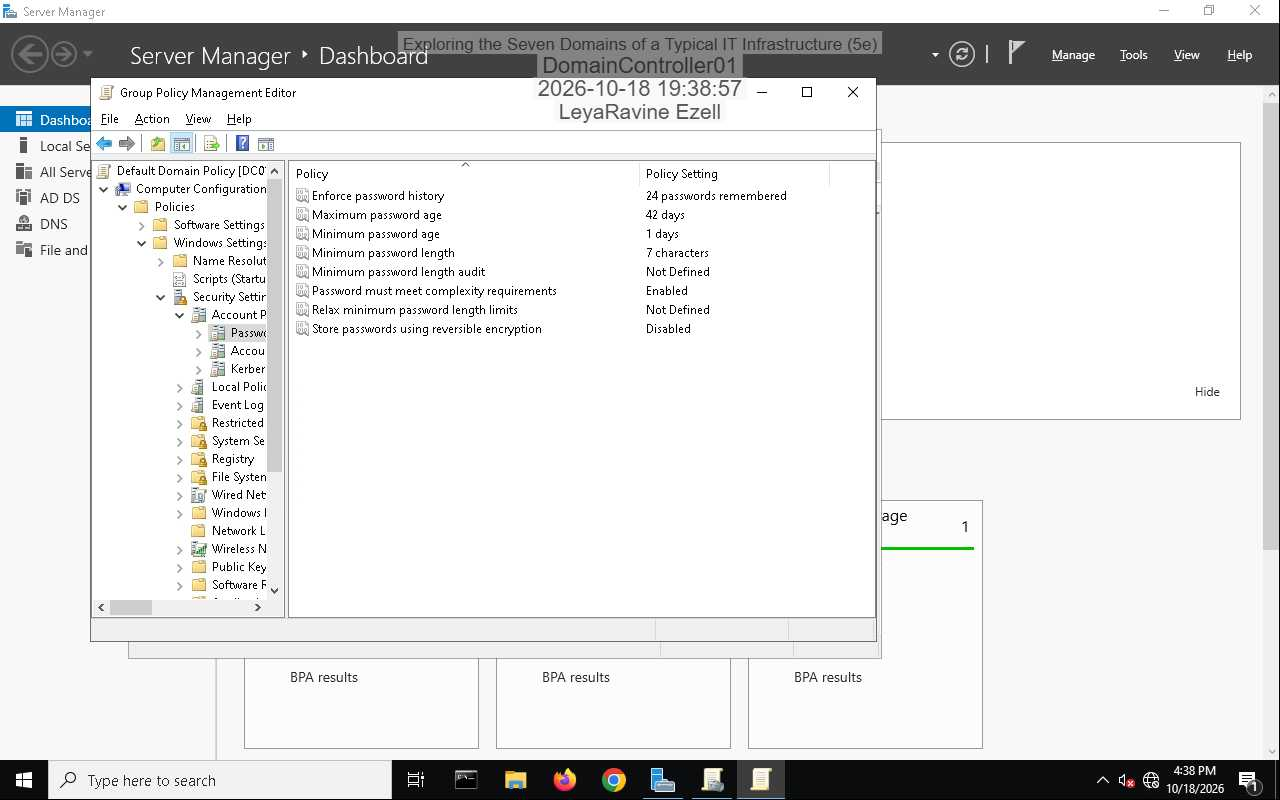 Server Manager
Server Manager
Dashboard
Manage
Tools
View
Help
Exploring the Seven Domains of a Typical IT Infrastructure (5e)
DomainController01
2026-10-18 19:38:57
LeyaRavine Ezell
Dashboa
Local Se
All Serve
AD DS
DNS
File and
Group Policy Management Editor
File Action View Help
Default Domain Policy [DC0
Computer Configuration
Policies
Software Settings
Windows Settings
Name Resolut
Scripts (Startu
Security Settin
Account P
Passwo
Accou
Kerber
Local Polic
Event Log
Restricted
System Se
Registry
File System
Wired Net
Windows
Network L
Wireless N
Public Key
Software R
Policy Policy Setting
Enforce password history 24 passwords remembered
Maximum password age 42 days
Minimum password age 1 days
Minimum password length 7 characters
Minimum password length audit Not Defined
Password must meet complexity requirements Enabled
Relax minimum password length limits Not Defined
Store passwords using reversible encryption Disabled
Hide
age
1
BPA results
BPA results
BPA results
Type here to search
4:38 PM
10/18/2026
1